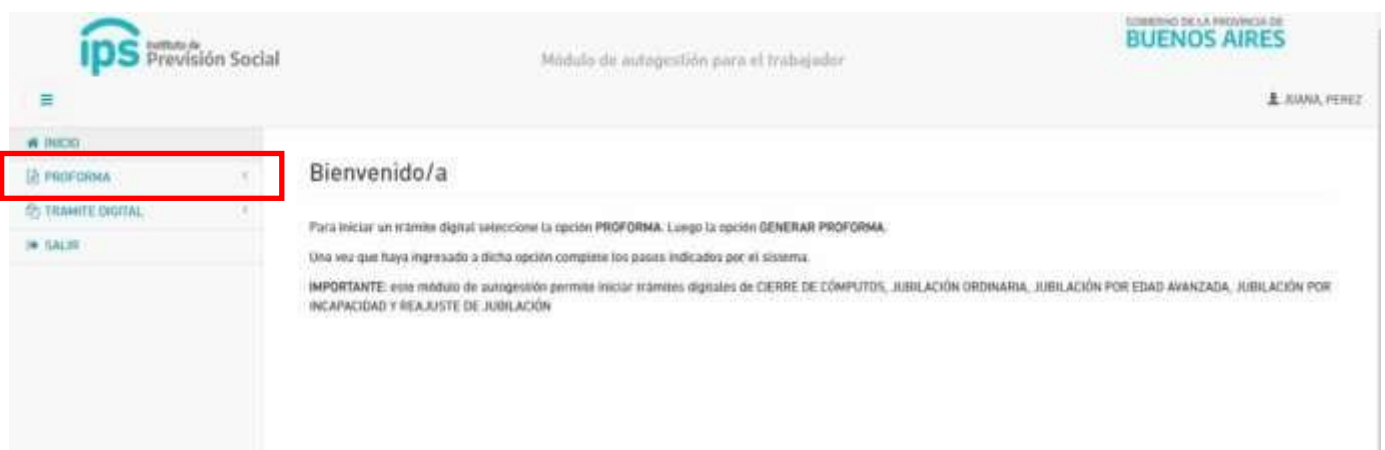 GOBIERNO DE LA PROVINCIA DE
BUENOS AIRES
ips Instituto de
Previsión Social
Módulo de autogestión para el trabajador
JUANA, PEREZ
INICIO
PROFORMA
TRAMITE DIGITAL
SALIR
Bienvenido/a
Para iniciar un trámite digital seleccione la opción PROFORMA. Luego la opción GENERAR PROFORMA.
Una vez que haya ingresado a dicha opción complete los pasos indicados por el sistema.
IMPORTANTE: este módulo de autogestión permite iniciar trámites digitales de CIERRE DE CÓMPUTOS, JUBILACIÓN ORDINARIA, JUBILACIÓN POR EDAD AVANZADA, JUBILACIÓN POR
INCAPACIDAD Y REAJUSTE DE JUBILACIÓN